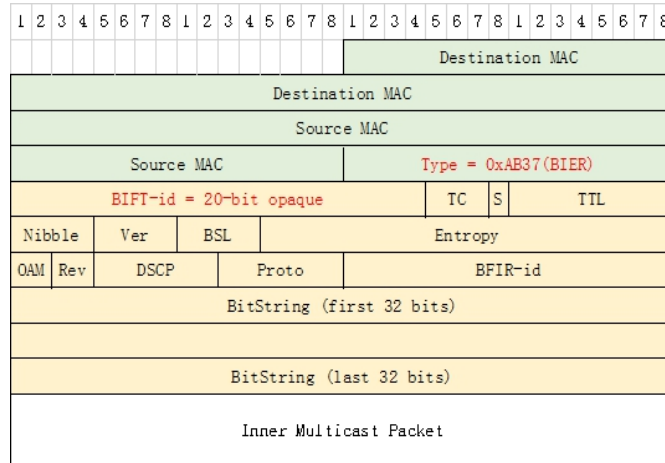 1 2 3 4 5 6 7 8 1 2 3 4 5 6 7 8 1 2 3 4 5 6 7 8 1 2 3 4 5 6 7 8
Destination MAC
Destination MAC
Source MAC
Source MAC Type = 0xAB37(BIER)
BIFT-id = 20-bit opaque TC S TTL
Nibble Ver BSL Entropy
OAM Rev DSCP Proto BFIR-id
BitString (first 32 bits)
BitString (last 32 bits)
Inner Multicast Packet